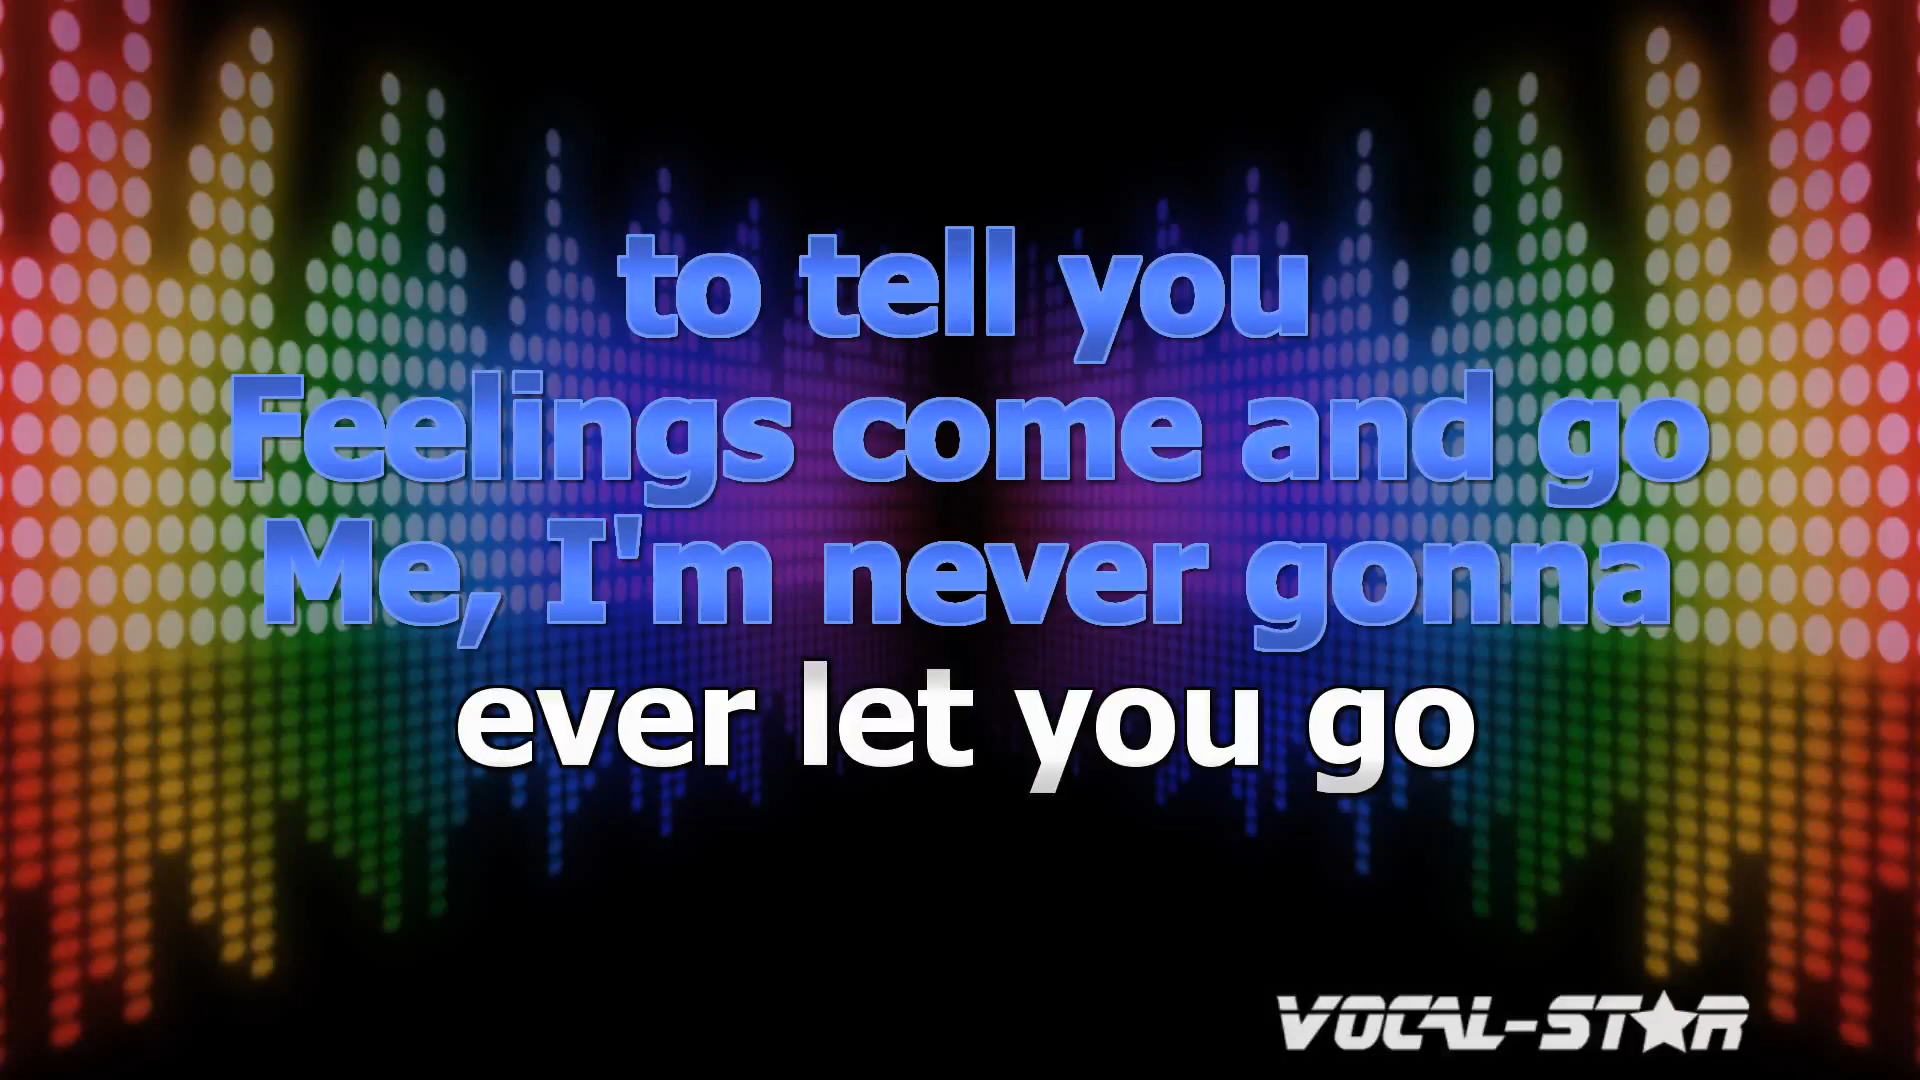 to tell you
Feelings come and go
Me, I'm never gonna
ever let you go
VOCAL-STAR